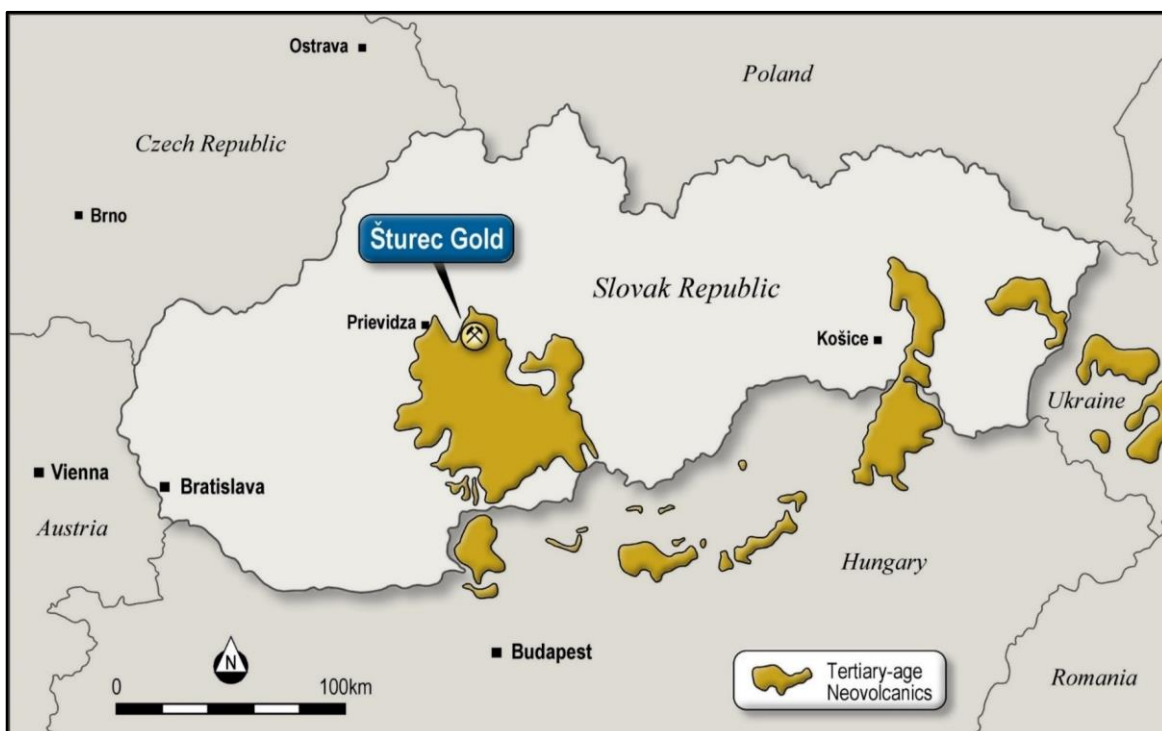 Ostrava
Poland
Czech Republic
Brno
Šturec Gold
Slovak Republic
Prievidza
Košice
Ukraine
Vienna
Bratislava
Austria
Hungary
Budapest
N
0 100km
Tertiary-age
Neovolcanics
Romania